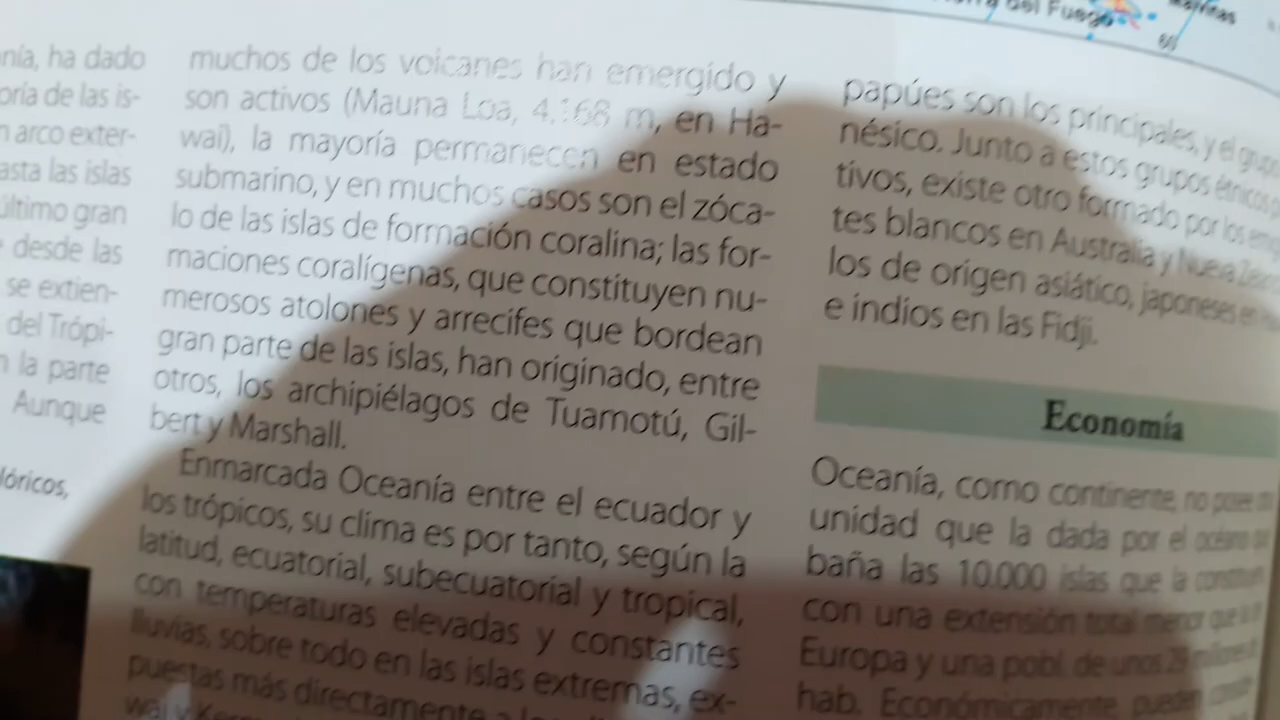 del Fuego
Malvinas
60
nía, ha dado
oría de las is-
n arco exter-
asta las islas
último gran
desde las
se extien-
del Trópi-
la parte
Aunque
lóricos,
muchos de los volcanes han emergido y
son activos (Mauna Loa, 4.168 m, en Ha-
wai), la mayoría permanecen en estado
submarino, y en muchos casos son el zóca-
lo de las islas de formación coralina; las for-
maciones coralígenas, que constituyen nu-
merosos atolones y arrecifes que bordean
gran parte de las islas, han originado, entre
otros, los archipiélagos de Tuamotú, Gil-
bert y Marshall.
Enmarcada Oceanía entre el ecuador y
los trópicos, su clima es por tanto, según la
latitud, ecuatorial, subecuatorial y tropical,
con temperaturas elevadas y constantes
lluvias, sobre todo en las islas extremas, ex-
puestas más directamente a
wai y
papúes son los principales, y el grupo
nésico. Junto a estos grupos étnicos
tivos, existe otro formado por los
tes blancos en Australia y Nueva
los de origen asiático, japoneses en
e indios en las Fidji.
Economía
Oceanía, como continente, no posee
unidad que la dada por el océano
baña las 10.000 islas que la
con una extensión total menor que
Europa y una pobl. de unos
hab. Económicamente, pueden